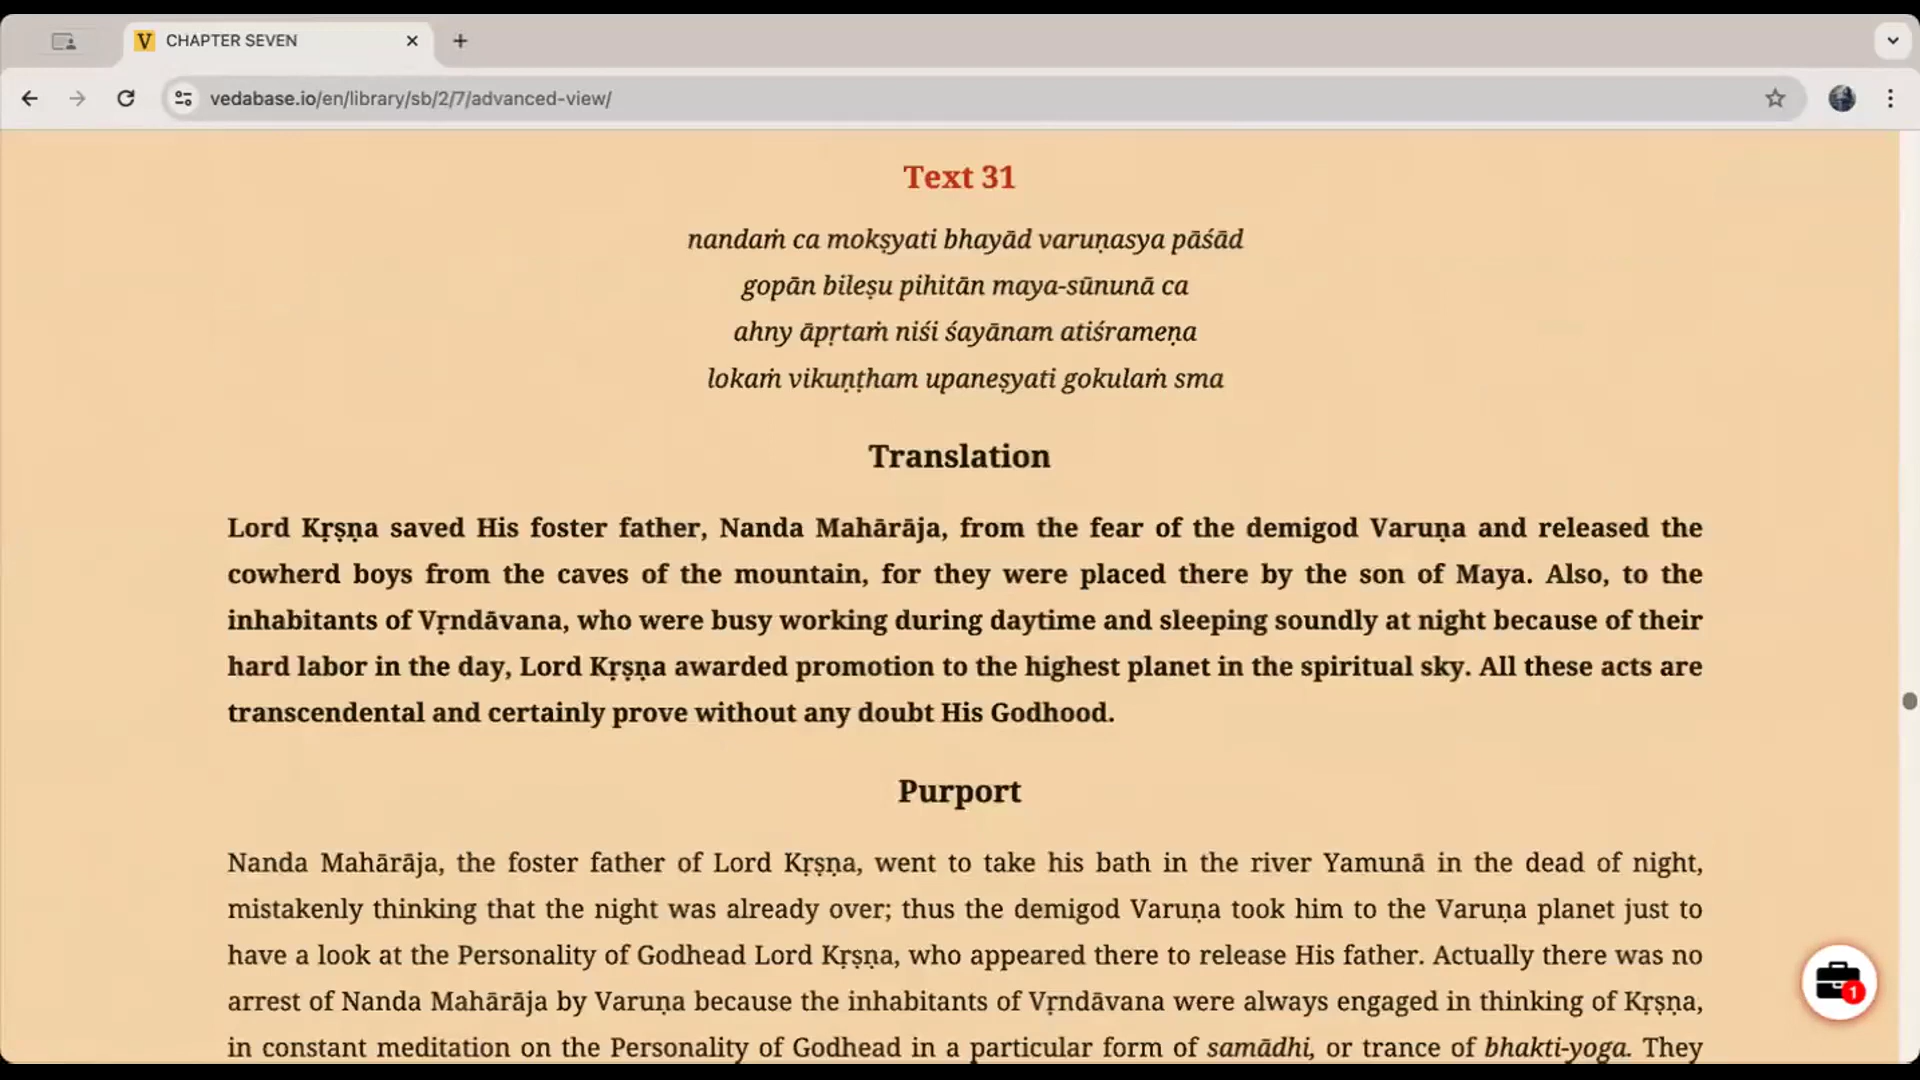 CHAPTER SEVEN
vedabase.io/en/library/sb/2/7/advanced-view/
Text 31
nandaṁ ca mokṣyati bhayād varuṇasya pāśād
gopān bileṣu pihitān maya-sūnunā ca
ahny āpṛtaṁ niśi śayānam atiśrameṇa
lokaṁ vikuṇṭham upaneṣyati gokulaṁ sma
Translation
Lord Kṛṣṇa saved His foster father, Nanda Mahārāja, from the fear of the demigod Varuṇa and released the
cowherd boys from the caves of the mountain, for they were placed there by the son of Maya. Also, to the
inhabitants of Vṛndāvana, who were busy working during daytime and sleeping soundly at night because of their
hard labor in the day, Lord Kṛṣṇa awarded promotion to the highest planet in the spiritual sky. All these acts are
transcendental and certainly prove without any doubt His Godhood.
Purport
Nanda Mahārāja, the foster father of Lord Kṛṣṇa, went to take his bath in the river Yamunā in the dead of night,
mistakenly thinking that the night was already over; thus the demigod Varuṇa took him to the Varuṇa planet just to
have a look at the Personality of Godhead Lord Kṛṣṇa, who appeared there to release His father. Actually there was no
arrest of Nanda Mahārāja by Varuṇa because the inhabitants of Vṛndāvana were always engaged in thinking of Kṛṣṇa,
in constant meditation on the Personality of Godhead in a particular form of samādhi, or trance of bhakti-yoga. They
1